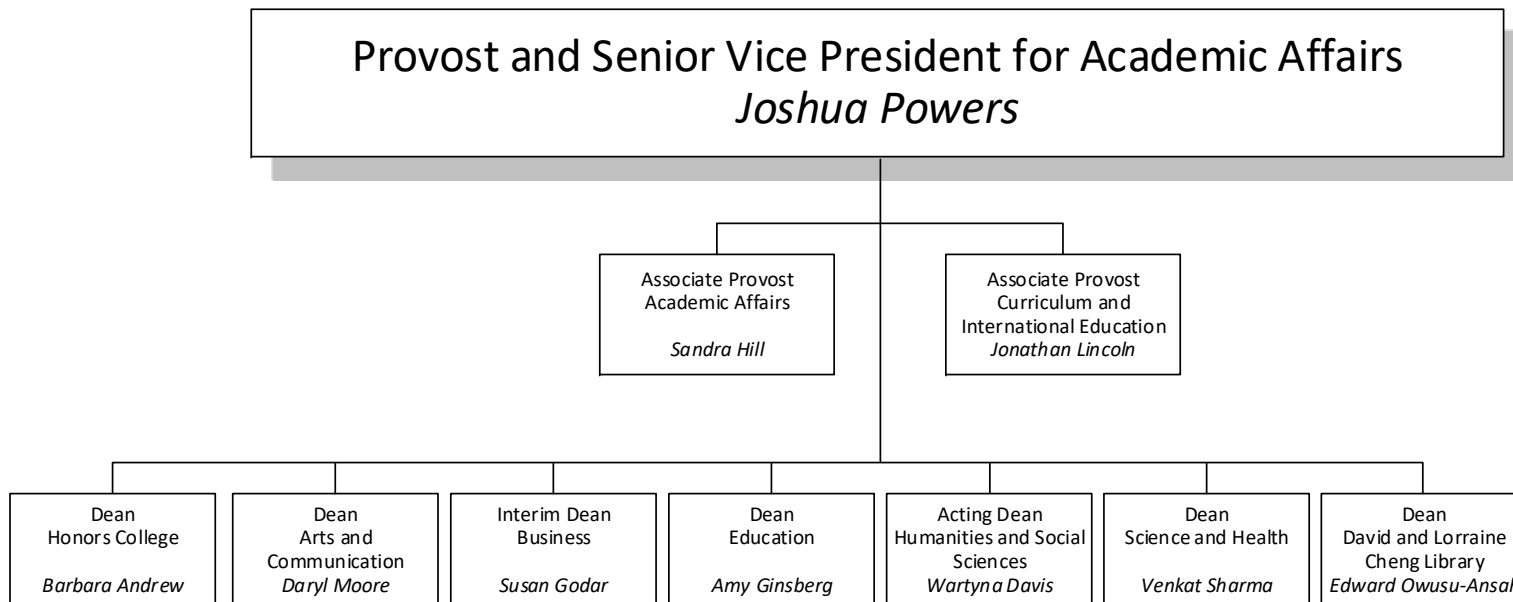 Provost and Senior Vice President for Academic Affairs
Joshua Powers
Associate Provost
Academic Affairs
Sandra Hill
Associate Provost
Curriculum and
International Education
Jonathan Lincoln
Dean
Honors College
Barbara Andrew
Dean
Arts and
Communication
Daryl Moore
Interim Dean
Business
Susan Godar
Dean
Education
Amy Ginsberg
Acting Dean
Humanities and Social
Sciences
Wartyna Davis
Dean
Science and Health
Venkat Sharma
Dean
David and Lorraine
Cheng Library
Edward Owusu-Ansah